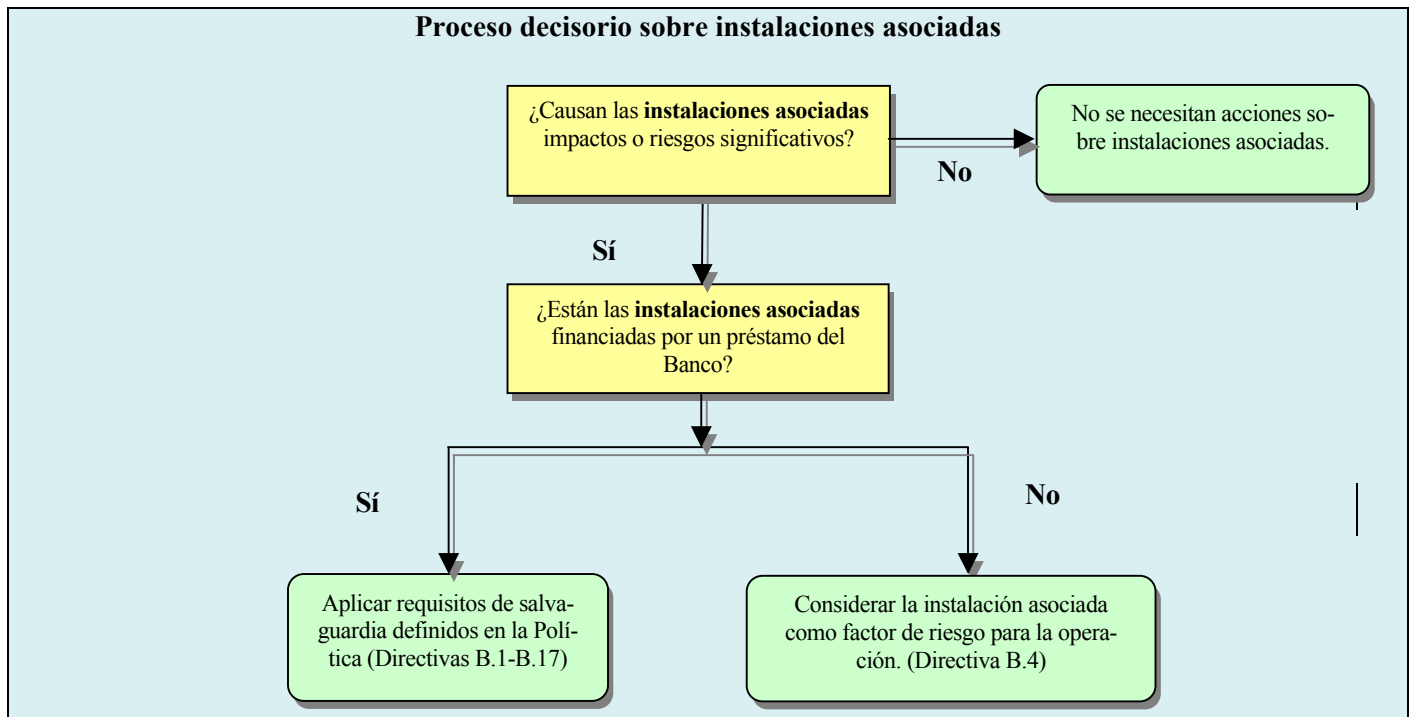 Proceso decisorio sobre instalaciones asociadas
¿Causan las instalaciones asociadas
impactos o riesgos significativos?
No se necesitan acciones so-
bre instalaciones asociadas.
No
Sí
¿Están las instalaciones asociadas
financiadas por un préstamo del
Banco?
Sí
No
Aplicar requisitos de salva-
guardia definidos en la Polí-
tica (Directivas B.1-B.17)
Considerar la instalación asociada
como factor de riesgo para la opera-
ción. (Directiva B.4)